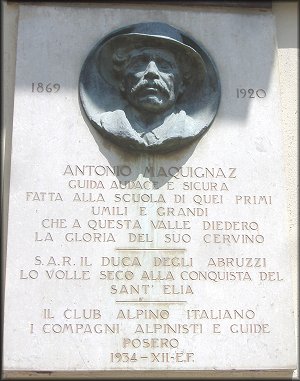 1869 1920
ANTONIO MAQUIGNAZ
GUIDA AUDACE E SICURA
FATTA ALLA SCUOLA DI QUEI PRIMI
UMILI E GRANDI
CHE A QUESTA VALLE DIEDERO
LA GLORIA DEL SUO CERVINO
S.A.R. IL DUCA DEGLI ABRUZZI
LO VOLLE SECO ALLA CONQUISTA DEL
SANT' ELIA
IL CLUB ALPINO ITALIANO
I COMPAGNI ALPINISTI E GUIDE
POSERO
1934-XII-E.F.